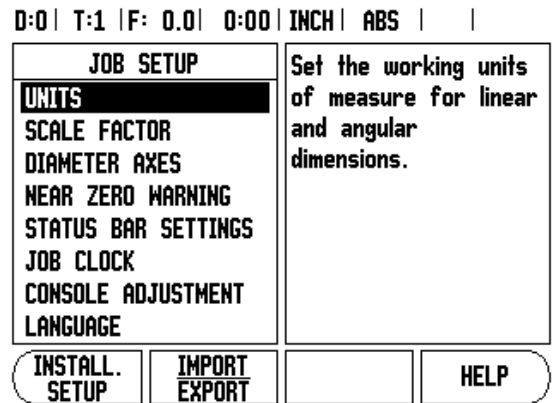 D:0| T:1 |F: 0.0| 0:00| INCH| ABS | |
JOB SETUP
UNITS
SCALE FACTOR
DIAMETER AXES
NEAR ZERO WARNING
STATUS BAR SETTINGS
JOB CLOCK
CONSOLE ADJUSTMENT
LANGUAGE
Set the working units
of measure for linear
and angular
dimensions.
INSTALL.
SETUP
IMPORT
EXPORT
HELP